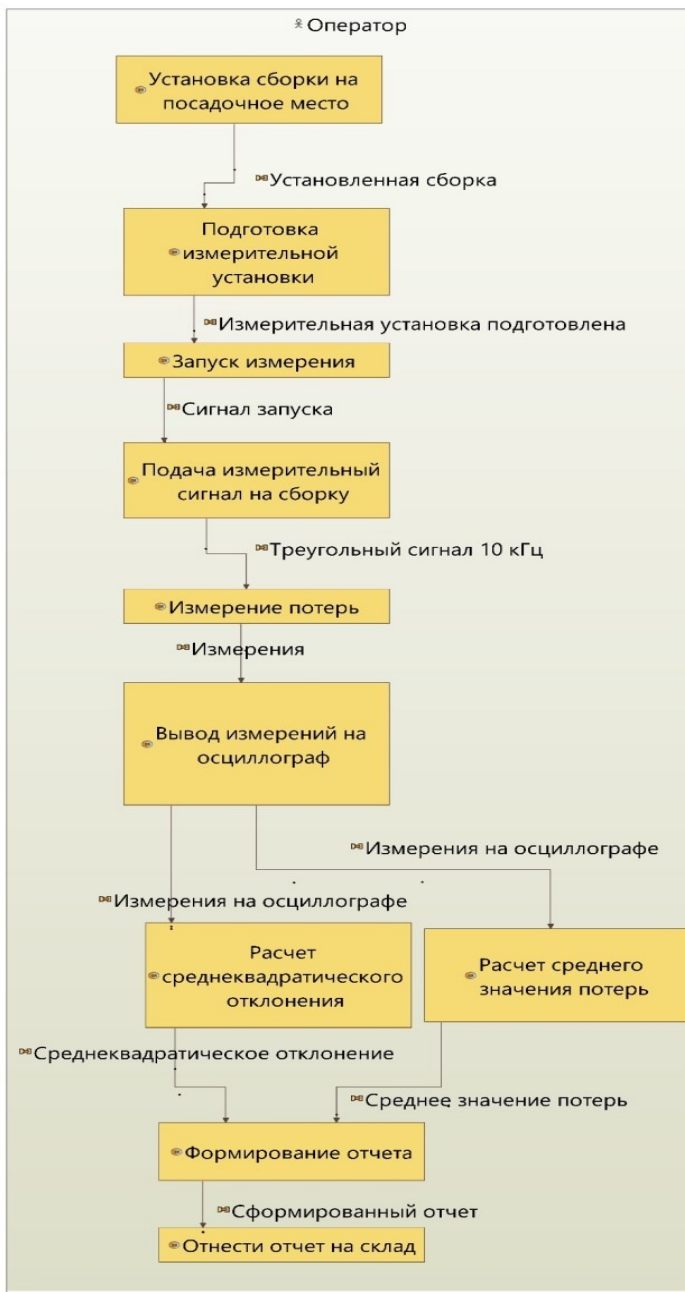 Оператор
Установка сборки на
посадочное место
Установленная сборка
Подготовка
измерительной
установки
Измерительная установка подготовлена
Запуск измерения
Сигнал запуска
Подача измерительный
сигнал на сборку
Треугольный сигнал 10 кГц
Измерение потерь
Измерения
Вывод измерений на
осциллограф
Измерения на осциллографе
Измерения на осциллографе
Расчет
среднеквадратического
отклонения
Расчет среднего
значения потерь
Среднеквадратическое отклонение
Среднее значение потерь
Формирование отчета
Сформированный отчет
Отнести отчет на склад